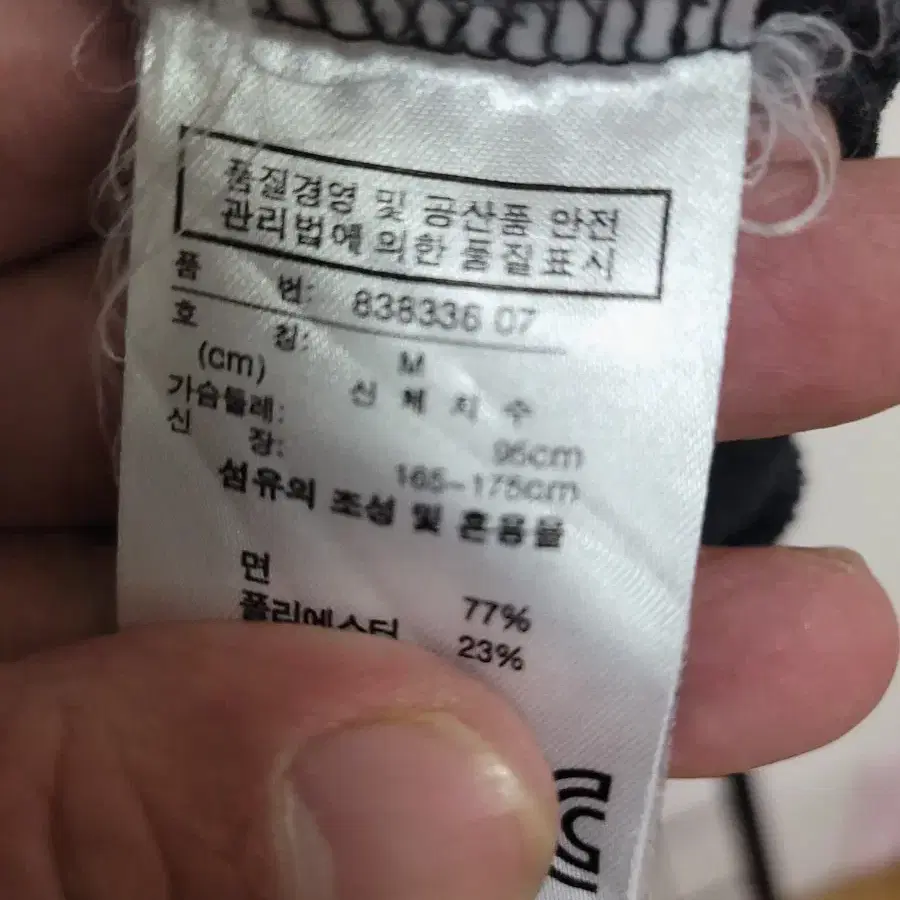 품질경영 및 공산품 안전
관리법에 의한 품질표시
품 번: 838336 07
호 칭: M
(cm) 신 체 치 수
가슴둘레: 95cm
신 장: 165-175cm
섬유의 조성 및 혼용율
면 77%
폴리에스터 23%